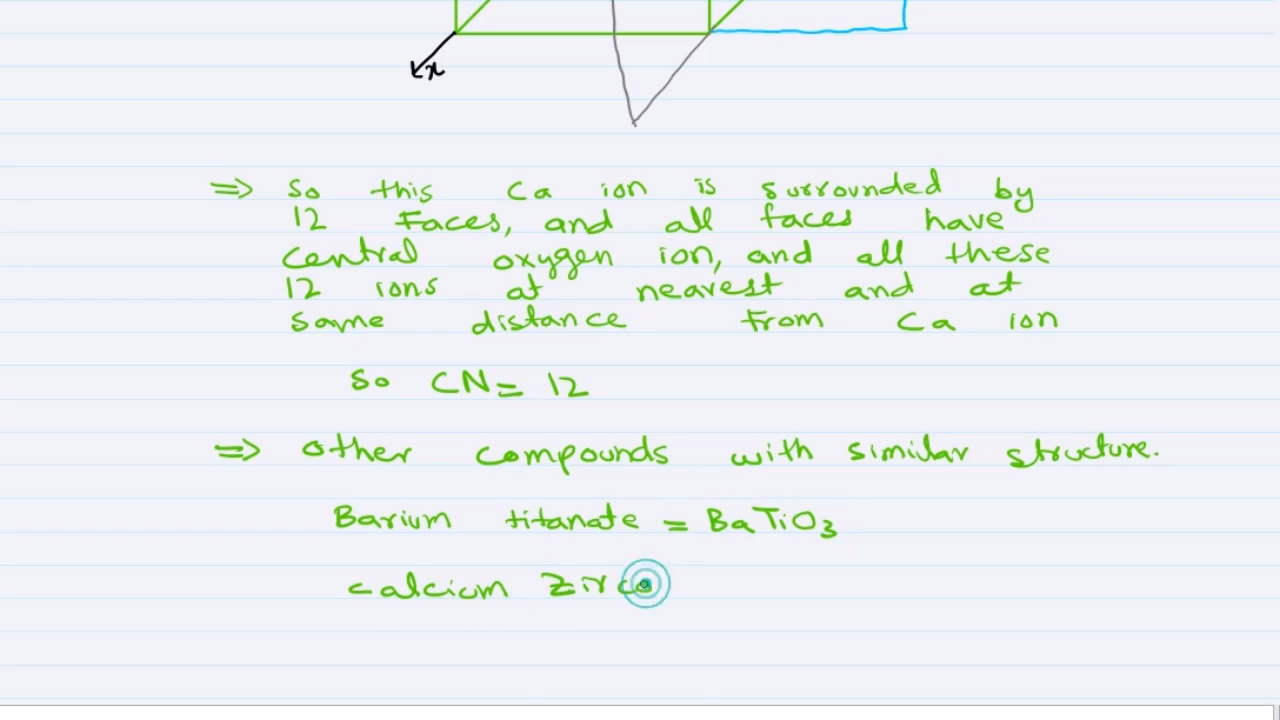 x
=> So this Ca ion is surrounded by
12 Faces, and all faces have
central oxygen ion, and all these
12 ions at nearest and at
same distance from Ca ion
So CN = 12
=> Other compounds with similar structure.
Barium titanate = BaTiO3
calcium Zirco